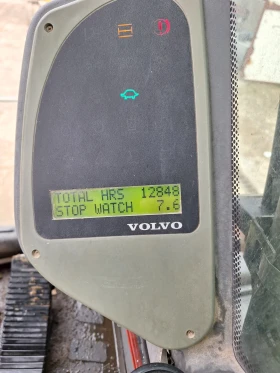 TOTAL HRS 12848
STOP WATCH 7.6
VOLVO